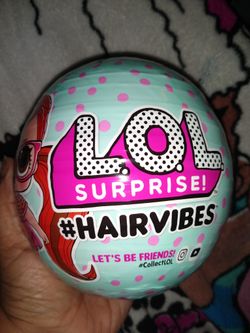 L.O.L
SURPRISE!
#HAIRVIBES
LET'S BE FRIENDS!
#CollectLOL